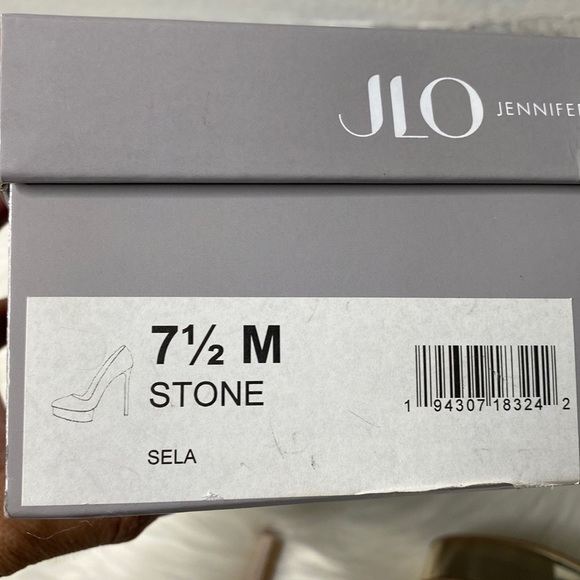 JLO JENNIFER
7½ M
STONE
SELA
1 94307 18324 2